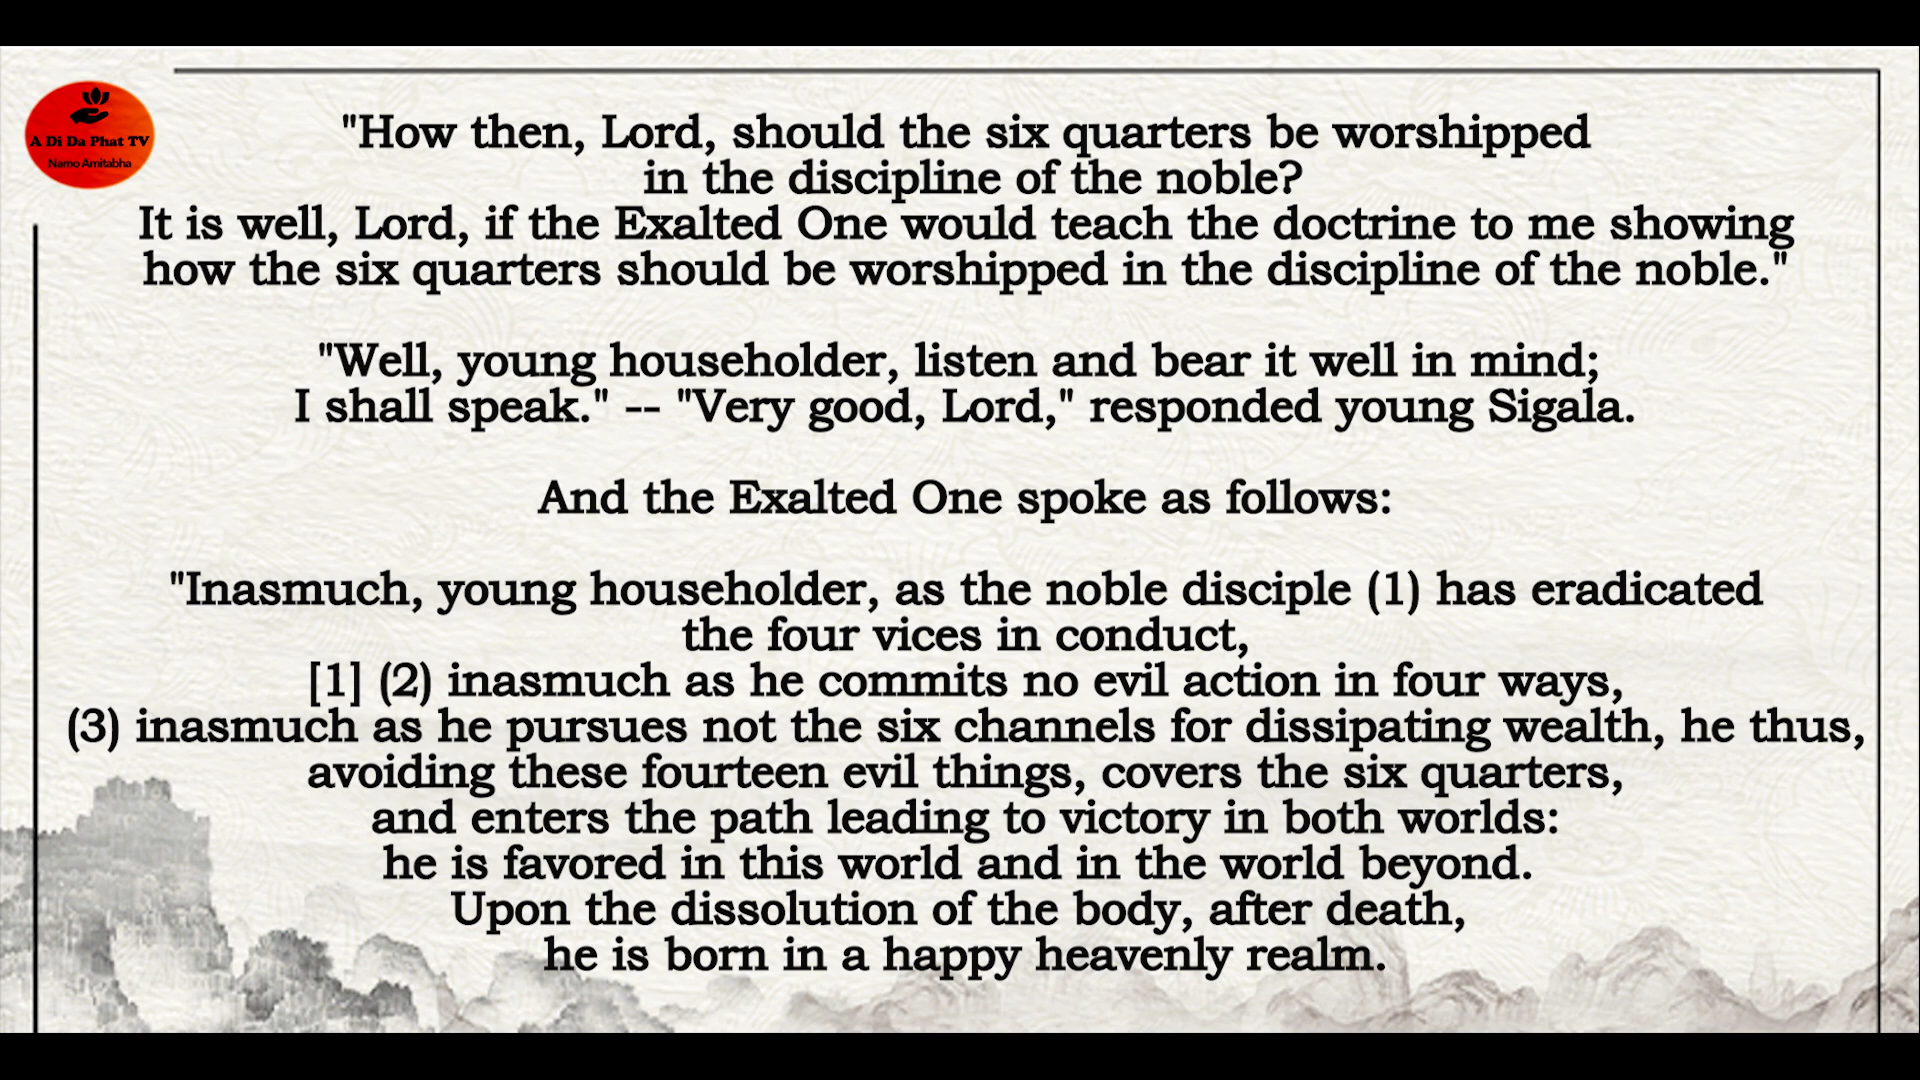 A Di Da Phat TV
Namo Amitabha
"How then, Lord, should the six quarters be worshipped
in the discipline of the noble?
It is well, Lord, if the Exalted One would teach the doctrine to me showing
how the six quarters should be worshipped in the discipline of the noble."
"Well, young householder, listen and bear it well in mind;
I shall speak." -- "Very good, Lord," responded young Sigala.
And the Exalted One spoke as follows:
"Inasmuch, young householder, as the noble disciple (1) has eradicated
the four vices in conduct,
[1] (2) inasmuch as he commits no evil action in four ways,
(3) inasmuch as he pursues not the six channels for dissipating wealth, he thus,
avoiding these fourteen evil things, covers the six quarters,
and enters the path leading to victory in both worlds:
he is favored in this world and in the world beyond.
Upon the dissolution of the body, after death,
he is born in a happy heavenly realm.